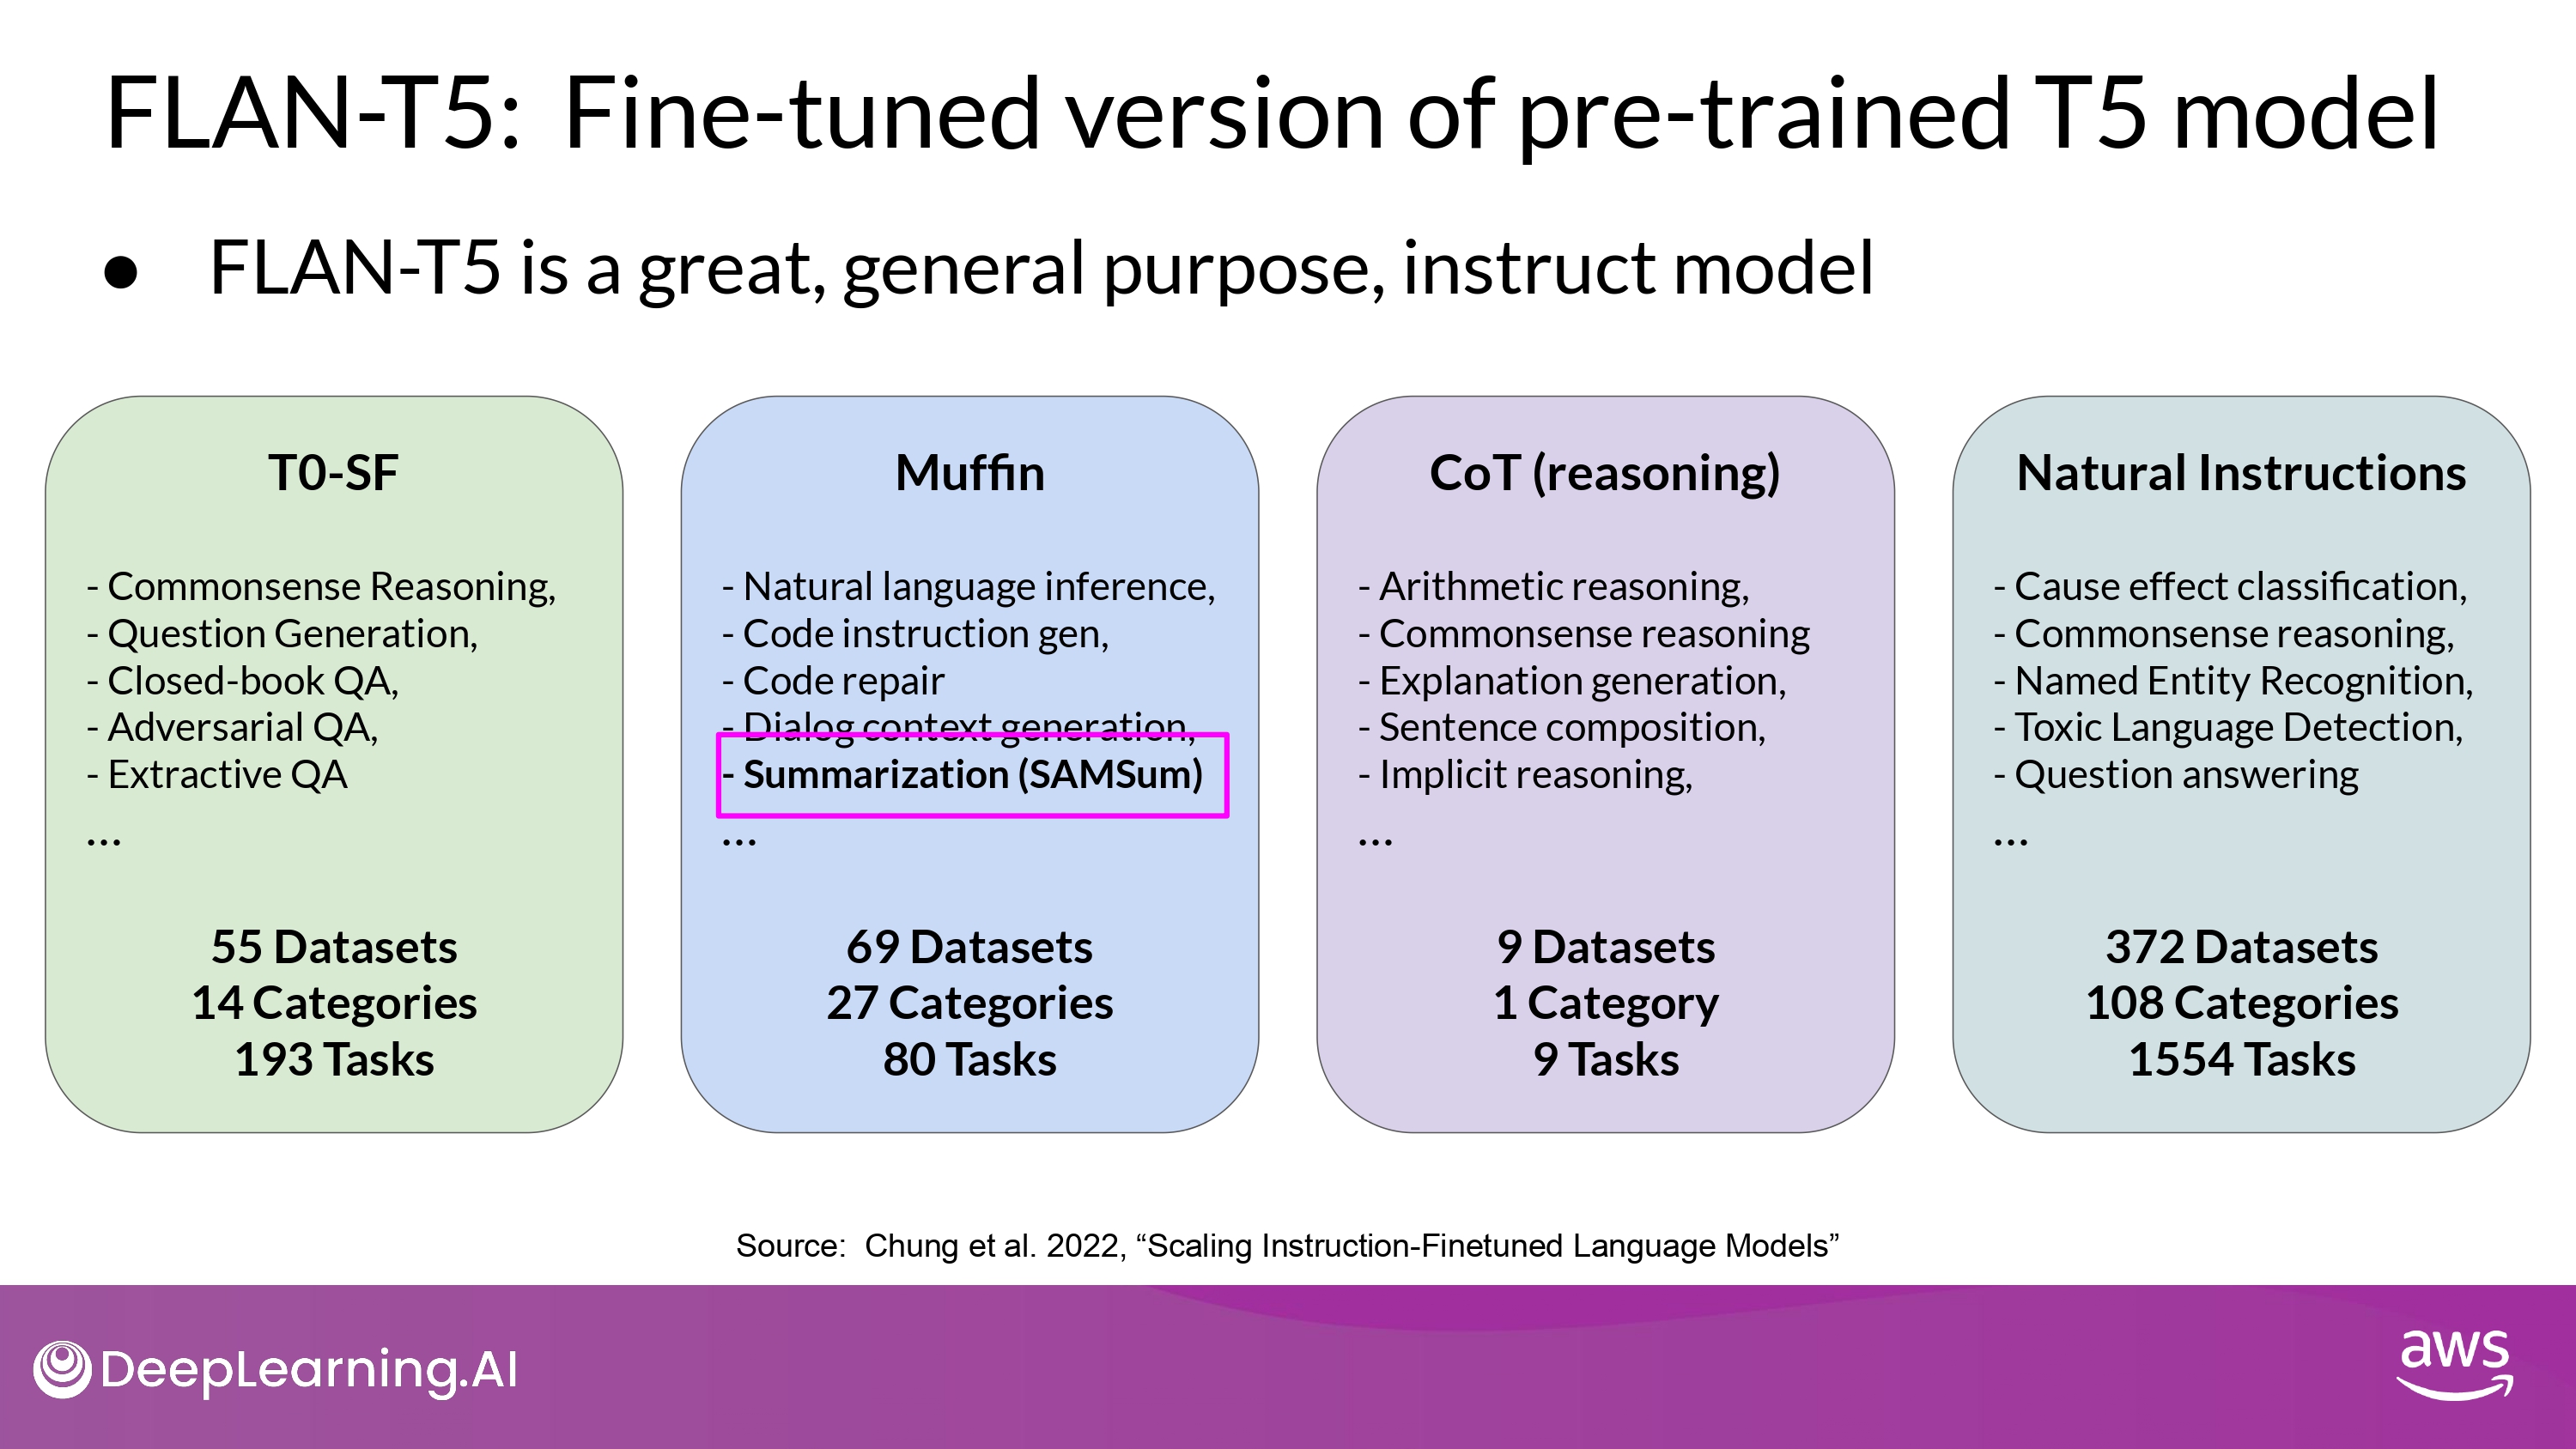 FLAN-T5: Fine-tuned version of pre-trained T5 model
● FLAN-T5 is a great, general purpose, instruct model
T0-SF
- Commonsense Reasoning,
- Question Generation,
- Closed-book QA,
- Adversarial QA,
- Extractive QA
...
55 Datasets
14 Categories
193 Tasks
Muffin
- Natural language inference,
- Code instruction gen,
- Code repair
- Dialog context generation,
- Summarization (SAMSum)
...
69 Datasets
27 Categories
80 Tasks
CoT (reasoning)
- Arithmetic reasoning,
- Commonsense reasoning
- Explanation generation,
- Sentence composition,
- Implicit reasoning,
...
9 Datasets
1 Category
9 Tasks
Natural Instructions
- Cause effect classification,
- Commonsense reasoning,
- Named Entity Recognition,
- Toxic Language Detection,
- Question answering
...
372 Datasets
108 Categories
1554 Tasks
Source: Chung et al. 2022, “Scaling Instruction-Finetuned Language Models”
DeepLearning.AI
aws